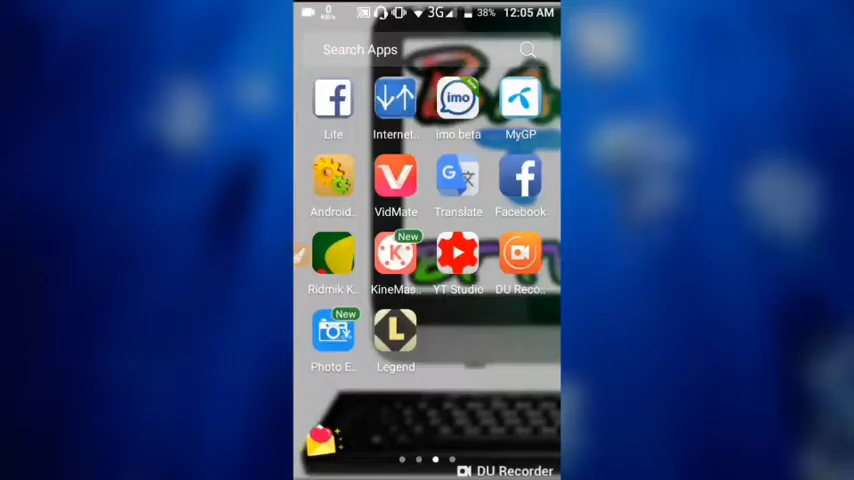 0
KB/s
3G
38%
12:05 AM
Search Apps
imo
Lite
Internet..
imo beta
MyGP
G
Android..
VidMate
Translate
Facebook
New
K
Ridmik K..
KineMas..
YT Studio
DU Reco..
New
L
Photo E..
Legend
DU Recorder